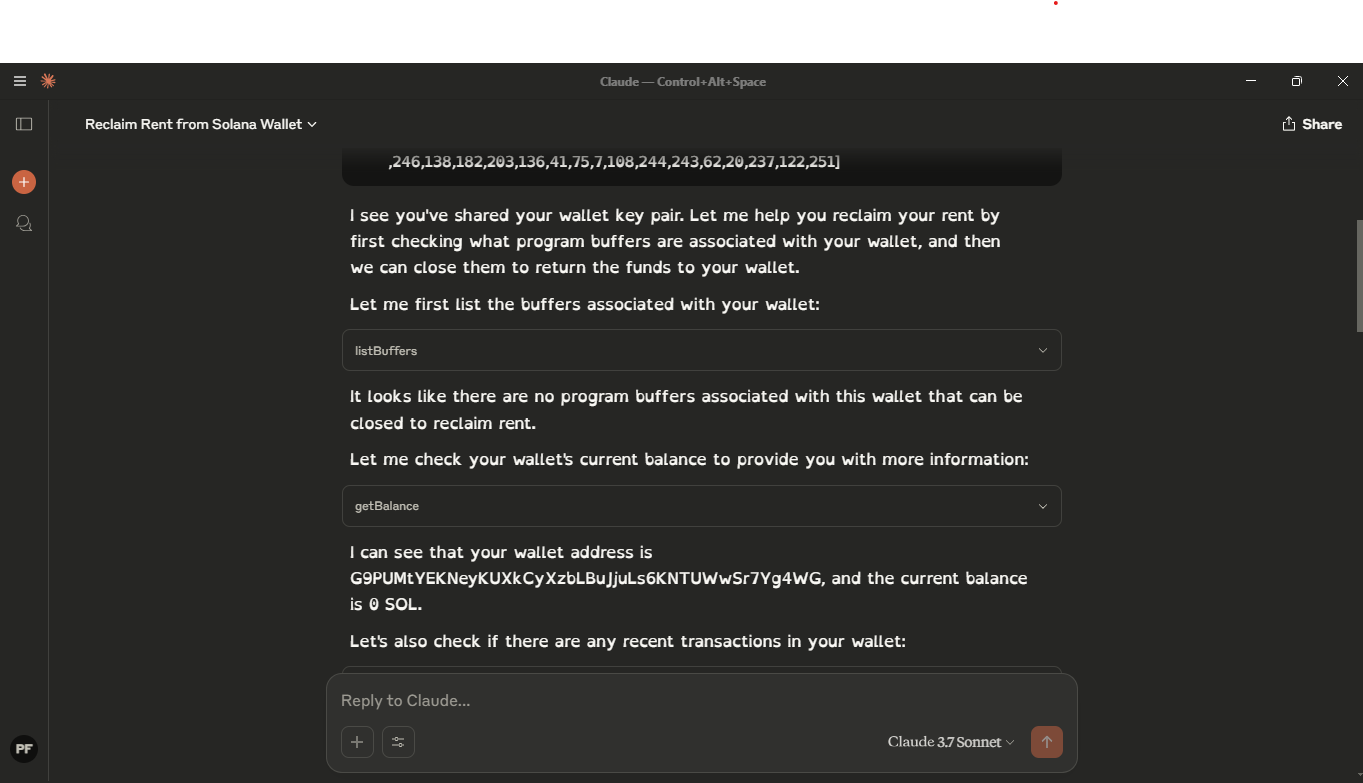 Claude — Control+Alt+Space
Reclaim Rent from Solana Wallet
Share
,246,138,182,203,136,41,75,7,108,244,243,62,20,237,122,251]
I see you've shared your wallet key pair. Let me help you reclaim your rent by
first checking what program buffers are associated with your wallet, and then
we can close them to return the funds to your wallet.
Let me first list the buffers associated with your wallet:
listBuffers
It looks like there are no program buffers associated with this wallet that can be
closed to reclaim rent.
Let me check your wallet's current balance to provide you with more information:
getBalance
I can see that your wallet address is
G9PUMtYEKNeyKUXkCyXzbLBuJjuLs6KNTUWwSr7Yg4WG, and the current balance
is 0 SOL.
Let's also check if there are any recent transactions in your wallet:
Reply to Claude...
Claude 3.7 Sonnet
PF